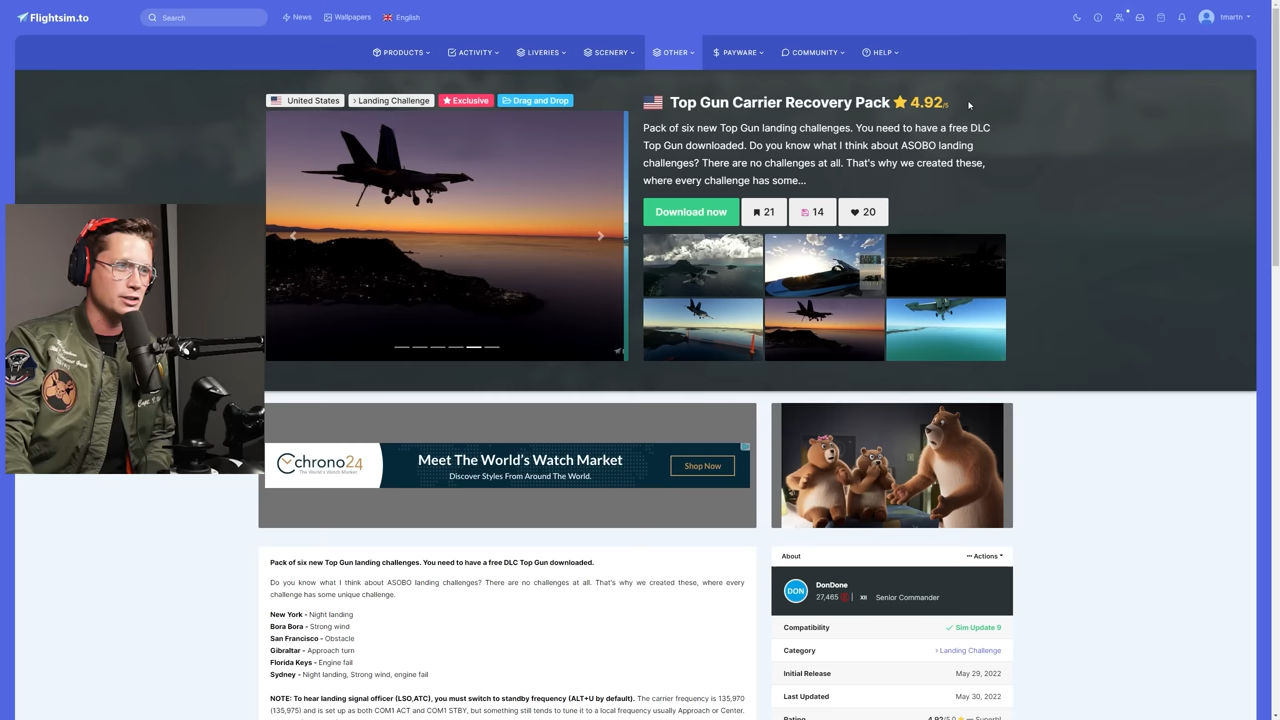 Flightsim.to
Search
News
Wallpapers
English
tmartn
PRODUCTS
ACTIVITY
LIVERIES
SCENERY
OTHER
PAYWARE
COMMUNITY
HELP
United States
Landing Challenge
Exclusive
Drag and Drop
Top Gun Carrier Recovery Pack 4.92/5
Pack of six new Top Gun landing challenges. You need to have a free DLC
Top Gun downloaded. Do you know what I think about ASOBO landing
challenges? There are no challenges at all. That's why we created these,
where every challenge has some...
Download now
21
14
20
Chrono24
The World's Watch Market
Meet The World's Watch Market
Discover Styles From Around The World.
Shop Now
Pack of six new Top Gun landing challenges. You need to have a free DLC Top Gun downloaded.
Do you know what I think about ASOBO landing challenges? There are no challenges at all. That's why we created these, where every
challenge has some unique challenge.
New York - Night landing
Bora Bora - Strong wind
San Francisco - Obstacle
Gibraltar - Approach turn
Florida Keys - Engine fail
Sydney - Night landing, Strong wind, engine fail
NOTE: To hear landing signal officer (LSO,ATC), you must switch to standby frequency (ALT+U by default). The carrier frequency is 135,970
(135,975) and is set up as both COM1 ACT and COM1 STBY, but something still tends to tune it to a local frequency usually Approach or Center.
About
Actions
DON
DonDone
27,465 | XII Senior Commander
Compatibility
Sim Update 9
Category
Landing Challenge
Initial Release
May 29, 2022
Last Updated
May 30, 2022
Rating
4.92/5.0 — Superb!